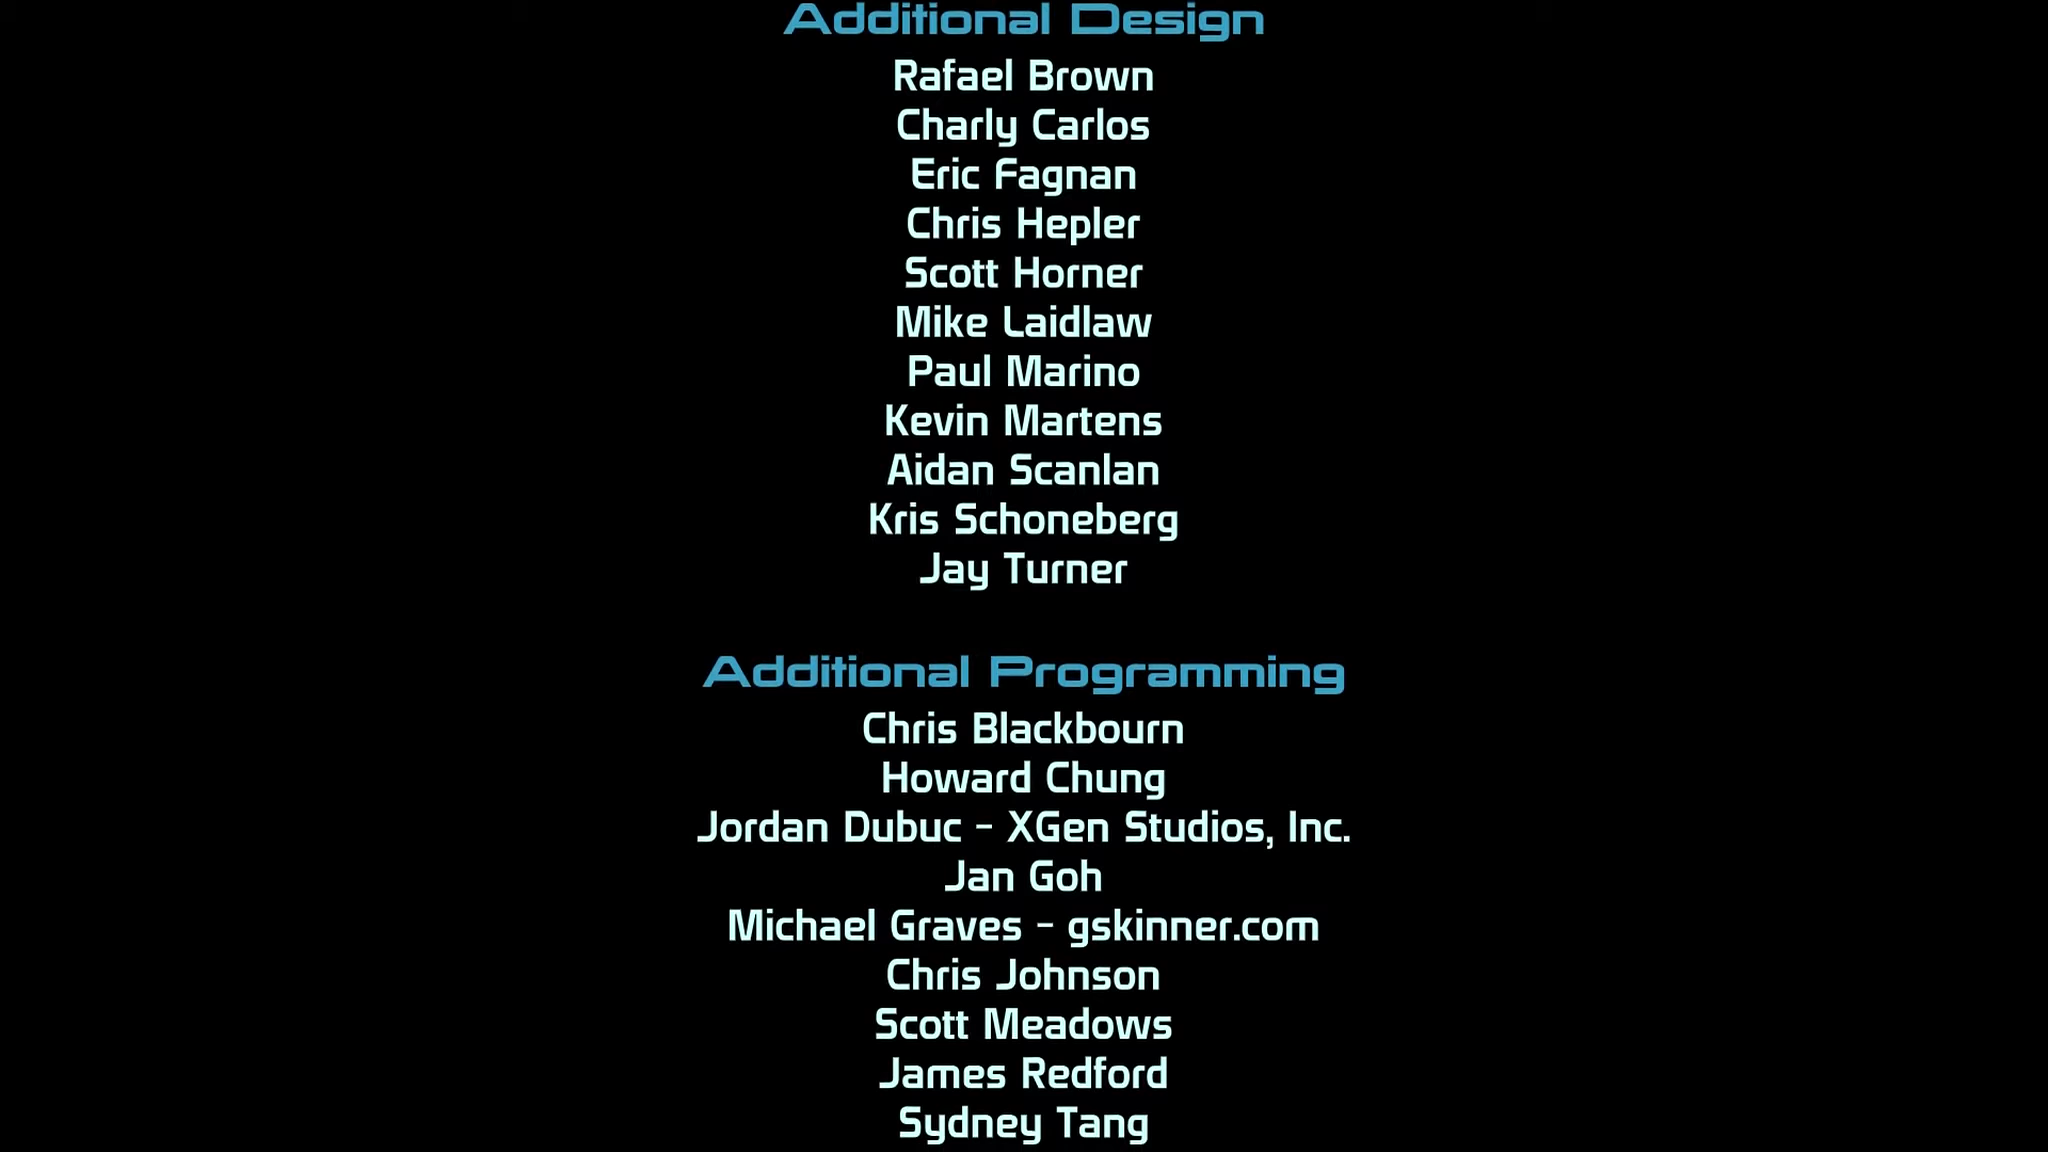 Additional Design
Rafael Brown
Charly Carlos
Eric Fagnan
Chris Hepler
Scott Horner
Mike Laidlaw
Paul Marino
Kevin Martens
Aidan Scanlan
Kris Schoneberg
Jay Turner
Additional Programming
Chris Blackbourn
Howard Chung
Jordan Dubuc - XGen Studios, Inc.
Jan Goh
Michael Graves - gskinner.com
Chris Johnson
Scott Meadows
James Redford
Sydney Tang